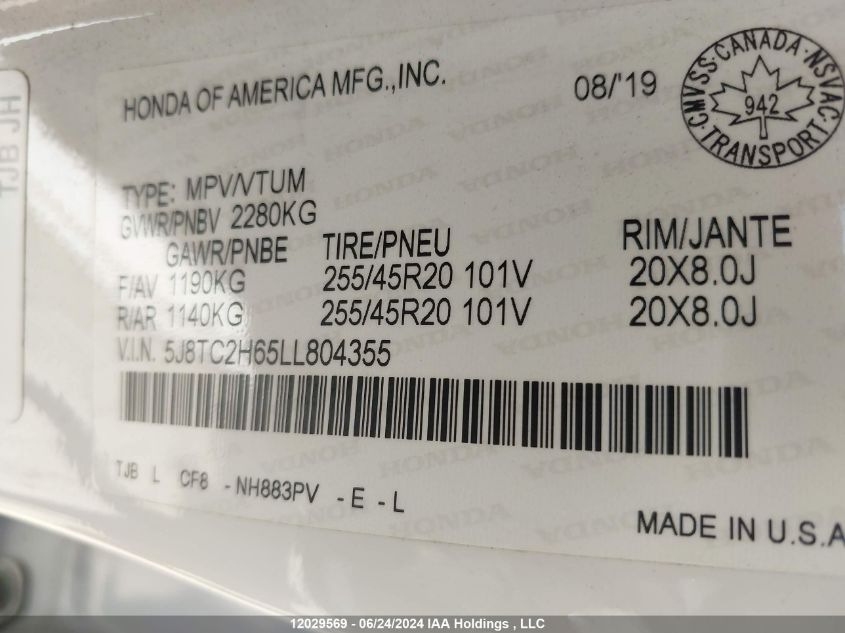 TJB JH
HONDA OF AMERICA MFG.,INC. 08/'19
CMVSS·CANADA·NSVAC·TRANSPORT·
942
TYPE: MPV/VTUM
GVWR/PNBV 2280KG
GAWR/PNBE TIRE/PNEU RIM/JANTE
F/AV 1190KG 255/45R20 101V 20X8.0J
R/AR 1140KG 255/45R20 101V 20X8.0J
V.I.N. 5J8TC2H65LL804355
TJB L CF8 -NH883PV -E -L
MADE IN U.S.A
12029569 - 06/24/2024 IAA Holdings , LLC